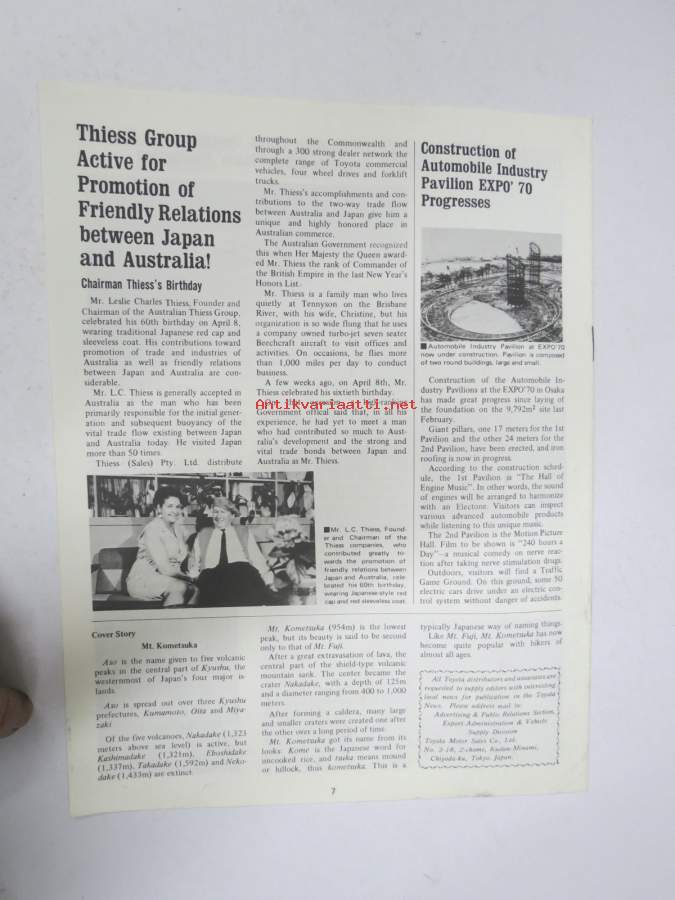 Thiess Group
Active for
Promotion of
Friendly Relations
between Japan
and Australia!
Chairman Thiess's Birthday
Mr. Leslie Charles Thiess, Founder and
Chairman of the Australian Thiess Group,
celebrated his 60th birthday on April 8,
wearing traditional Japanese red cap and
sleeveless coat. His contributions toward
promotion of trade and industries of
Australia as well as friendly relations
between Japan and Australia are con-
siderable.
Mr. L.C. Thiess is generally accepted in
Australia as the man who has been
primarily responsible for the initial gener-
ation and subsequent buoyancy of the
vital trade flow existing between Japan
and Australia today. He visited Japan
more than 50 times.
Thiess (Sales) Pty. Ltd. distribute
throughout the Commonwealth and
through a 300 strong dealer network the
complete range of Toyota commercial
vehicles, four wheel drives and forklift
trucks.
Mr. Thiess's accomplishments and con-
tributions to the two-way trade flow
between Australia and Japan give him a
unique and highly honored place in
Australian commerce.
The Australian Government recognized
this when Her Majesty the Queen award-
ed Mr. Thiess the rank of Commander of
the British Empire in the last New Year's
Honors List.
Mr. Thiess is a family man who lives
quietly at Tennyson on the Brisbane
River, with his wife, Christine, but his
organization is so wide flung that he uses
a company owned turbo-jet seven seater
Beechcraft aircraft to visit offices and
activities. On occasions, he flies more
than 1,000 miles per day to conduct
business.
A few weeks ago, on April 8th, Mr.
Thiess celebrated his sixtieth birthday.
Government offical said that, in all his
experience, he had yet to meet a man
who had contributed so much to Aust-
ralia's development and the strong and
vital trade bonds between Japan and
Australia as Mr. Thiess.
Antikvariaatti.net
■Mr. L.C. Thiess, Found-
er and Chairman of the
Thiess companies, who
contributed greatly to-
wards the promotion of
friendly relations between
Japan and Australia, cele-
brated his 60th birthday,
wearing Japanese-style red
cap and red sleeveless coat.
Construction of
Automobile Industry
Pavilion EXPO' 70
Progresses
■Automobile Industry Pavilion at EXPO'70
now under construction. Pavilion is composed
of two round buildings, large and small.
Construction of the Automobile In-
dustry Pavilions at the EXPO'70 in Osaka
has made great progress since laying of
the foundation on the 9,792m² site last
February.
Giant pillars, one 17 meters for the 1st
Pavilion and the other 24 meters for the
2nd Pavilion, have been erected, and iron
roofing is now in progress.
According to the construction sched-
ule, the 1st Pavilion is "The Hall of
Engine Music". In other words, the sound
of engines will be arranged to harmonize
with an Electone. Visitors can inspect
various advanced automobile products
while listening to this unique music.
The 2nd Pavilion is the Motion Picture
Hall. Film to be shown is "240 hours a
Day"—a musical comedy on nerve reac-
tion after taking nerve stimulation drugs.
Outdoors, visitors will find a Traffic
Game Ground. On this ground, some 50
electric cars drive under an electric con-
trol system without danger of accidents.
Cover Story
Mt. Kometsuka
Aso is the name given to five volcanic
peaks in the central part of Kyushu, the
westernmost of Japan's four major is-
lands.
Aso is spread out over three Kyushu
prefectures, Kumamoto, Oita and Miya-
zaki
Of the five volcanoes, Nakadake (1,323
meters above sea level) is active, but
Kashimadake (1,321m), Eboshidake
(1,337m), Takadake (1,592m) and Neko-
dake (1,433m) are extinct.
Mt. Kometsuka (954m) is the lowest
peak, but its beauty is said to be second
only to that of Mt. Fuji.
After a great extravasation of lava, the
central part of the shield-type volcanic
mountain sank. The center became the
crater Nakadake, with a depth of 125m
and a diameter ranging from 400 to 1,000
meters.
After forming a caldera, many large
and smaller craters were created one after
the other over a long period of time.
Mt. Kometsuka got its name from its
looks: Kome is the Japanese word for
uncooked rice, and tsuka means mound
or hillock, thus kometsuka. This is a
typically Japanese way of naming things.
Like Mt. Fuji, Mt. Kometsuka has now
become quite popular with hikers of
almost all ages.
All Toyota distributors and associates are
requested to supply editors with interesting
local news for publication in the Toyota
News. Please address mail to:
Advertising & Public Relations Section,
Export Administration & Vehicle
Supply Division
Toyota Motor Sales Co., Ltd.
No. 2-18, 2-chome, Kudan-Minami,
Chiyoda-ku, Tokyo, Japan.
7